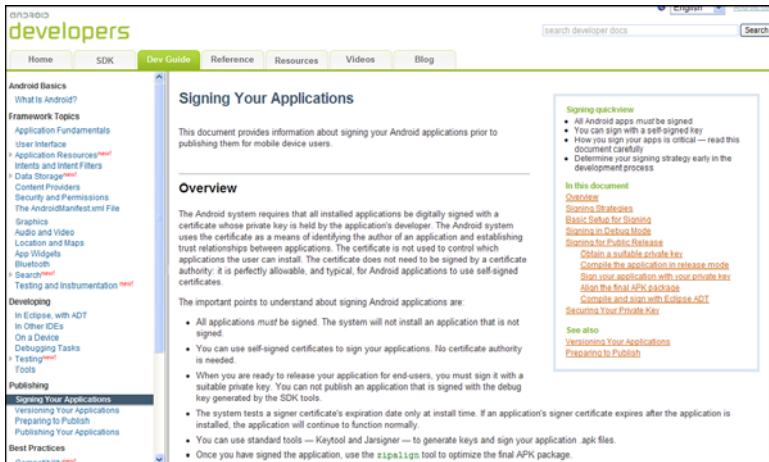 English
android
developers
search developer docs
Search
Home
SDK
Dev Guide
Reference
Resources
Videos
Blog
Android Basics
What Is Android?
Framework Topics
Application Fundamentals
User Interface
Application Resources new!
Intents and Intent Filters
Data Storage new!
Content Providers
Security and Permissions
The AndroidManifest.xml File
Graphics
Audio and Video
Location and Maps
App Widgets
Bluetooth
Search new!
Testing and Instrumentation new!
Developing
In Eclipse, with ADT
In Other IDEs
On a Device
Debugging Tasks
Testing new!
Tools
Publishing
Signing Your Applications
Versioning Your Applications
Preparing to Publish
Publishing Your Applications
Best Practices
Signing Your Applications
This document provides information about signing your Android applications prior to
publishing them for mobile device users.
Overview
The Android system requires that all installed applications be digitally signed with a
certificate whose private key is held by the application's developer. The Android system
uses the certificate as a means of identifying the author of an application and establishing
trust relationships between applications. The certificate is not used to control which
applications the user can install. The certificate does not need to be signed by a certificate
authority: it is perfectly allowable, and typical, for Android applications to use self-signed
certificates.
The important points to understand about signing Android applications are:
• All applications must be signed. The system will not install an application that is not
signed.
• You can use self-signed certificates to sign your applications. No certificate authority
is needed.
• When you are ready to release your application for end-users, you must sign it with a
suitable private key. You can not publish an application that is signed with the debug
key generated by the SDK tools.
• The system tests a signer certificate's expiration date only at install time. If an application's signer certificate expires after the application is
installed, the application will continue to function normally.
• You can use standard tools — Keytool and Jarsigner — to generate keys and sign your application .apk files.
• Once you have signed the application, use the zipalign tool to optimize the final APK package.
Signing quickview
• All Android apps must be signed
• You can sign with a self-signed key
• How you sign your apps is critical — read this
document carefully
• Determine your signing strategy early in the
development process
In this document
Overview
Signing Strategies
Basic Setup for Signing
Signing in Debug Mode
Signing for Public Release
Obtain a suitable private key
Compile the application in release mode
Sign your application with your private key
Align the final APK package
Compile and sign with Eclipse ADT
Securing Your Private Key
See also
Versioning Your Applications
Preparing to Publish